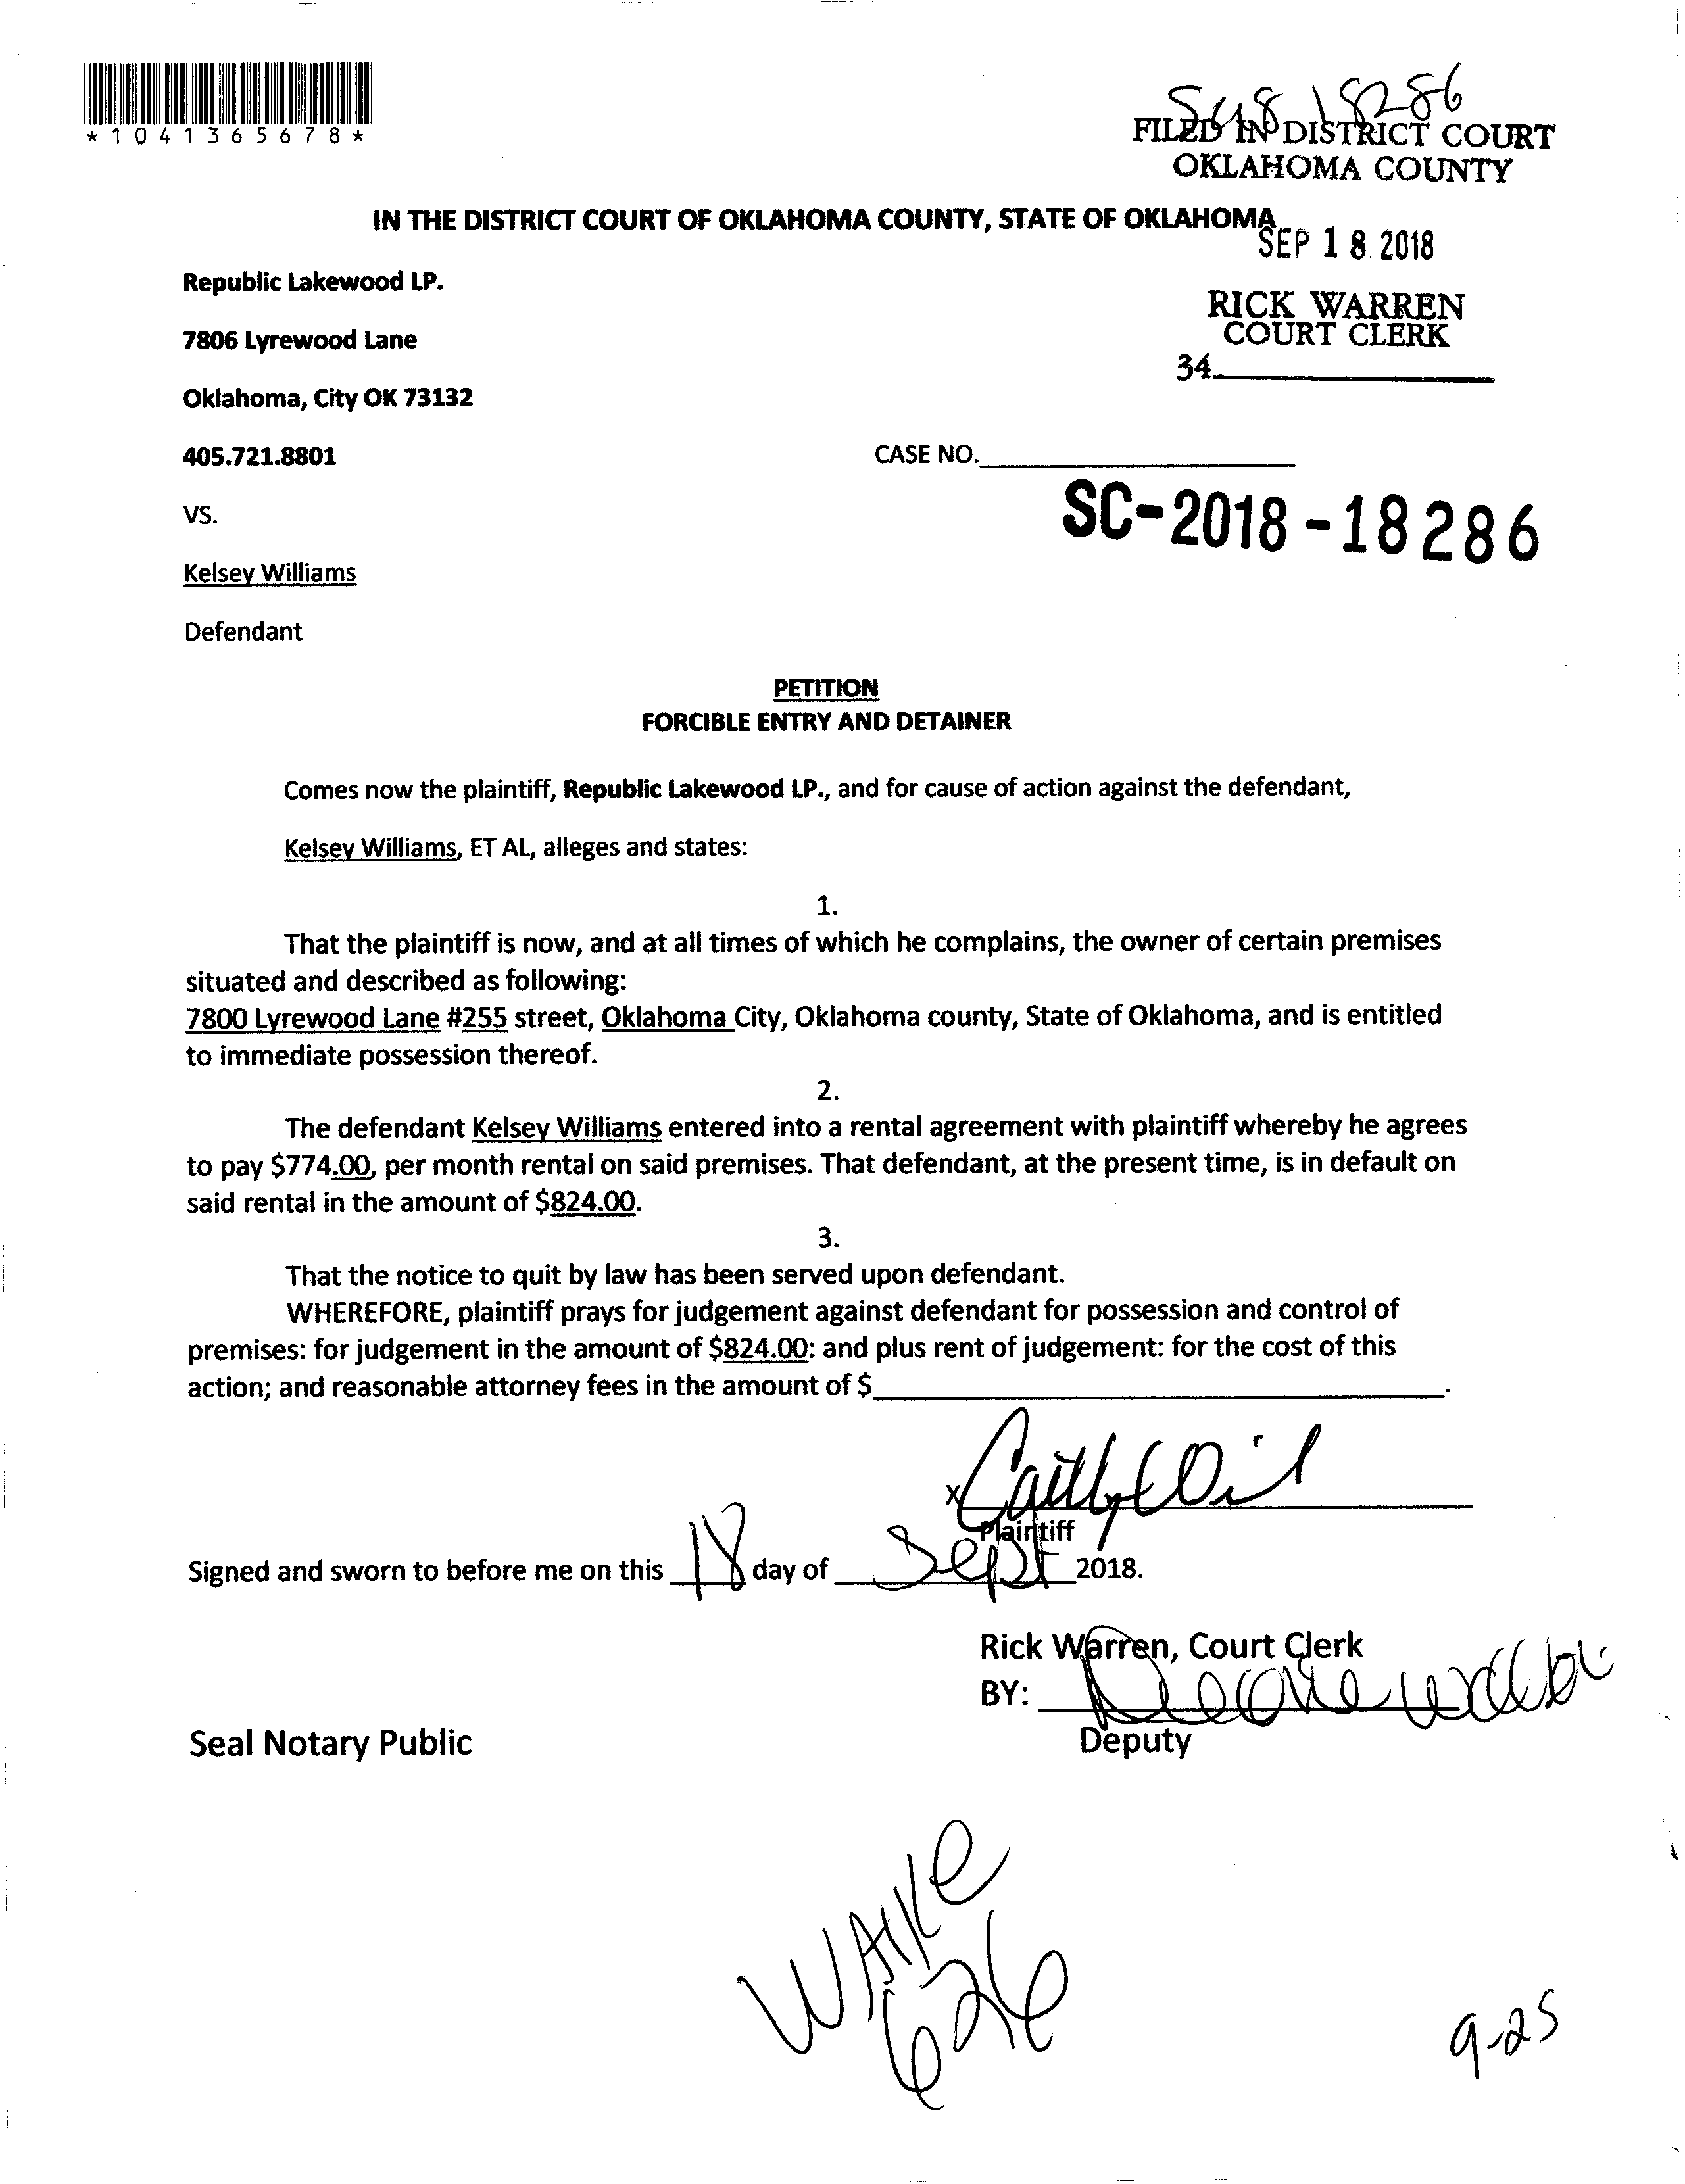 *1041365678*
18286
FILED IN DISTRICT COURT
OKLAHOMA COUNTY
IN THE DISTRICT COURT OF OKLAHOMA COUNTY, STATE OF OKLAHOMA
SEP 18 2018
Republic Lakewood LP.
RICK WARREN
COURT CLERK
7806 Lyrewood Lane
34
Oklahoma, City OK 73132
405.721.8801
CASE NO.
SC-2018-18286
VS.
Kelsey Williams
Defendant
PETITION
FORCIBLE ENTRY AND DETAINER
Comes now the plaintiff, Republic Lakewood LP., and for cause of action against the defendant,
Kelsey Williams, ET AL, alleges and states:
1.
That the plaintiff is now, and at all times of which he complains, the owner of certain premises
situated and described as following:
7800 Lyrewood Lane #255 street, Oklahoma City, Oklahoma county, State of Oklahoma, and is entitled
to immediate possession thereof.
2.
The defendant Kelsey Williams entered into a rental agreement with plaintiff whereby he agrees
to pay $774.00, per month rental on said premises. That defendant, at the present time, is in default on
said rental in the amount of $824.00.
3.
That the notice to quit by law has been served upon defendant.
WHEREFORE, plaintiff prays for judgement against defendant for possession and control of
premises: for judgement in the amount of $824.00: and plus rent of judgement: for the cost of this
action; and reasonable attorney fees in the amount of $ .
X
Plaintiff
Signed and sworn to before me on this 18 day of Sept 2018.
Rick Warren, Court Clerk
BY:
Seal Notary Public
Deputy
626
9-25